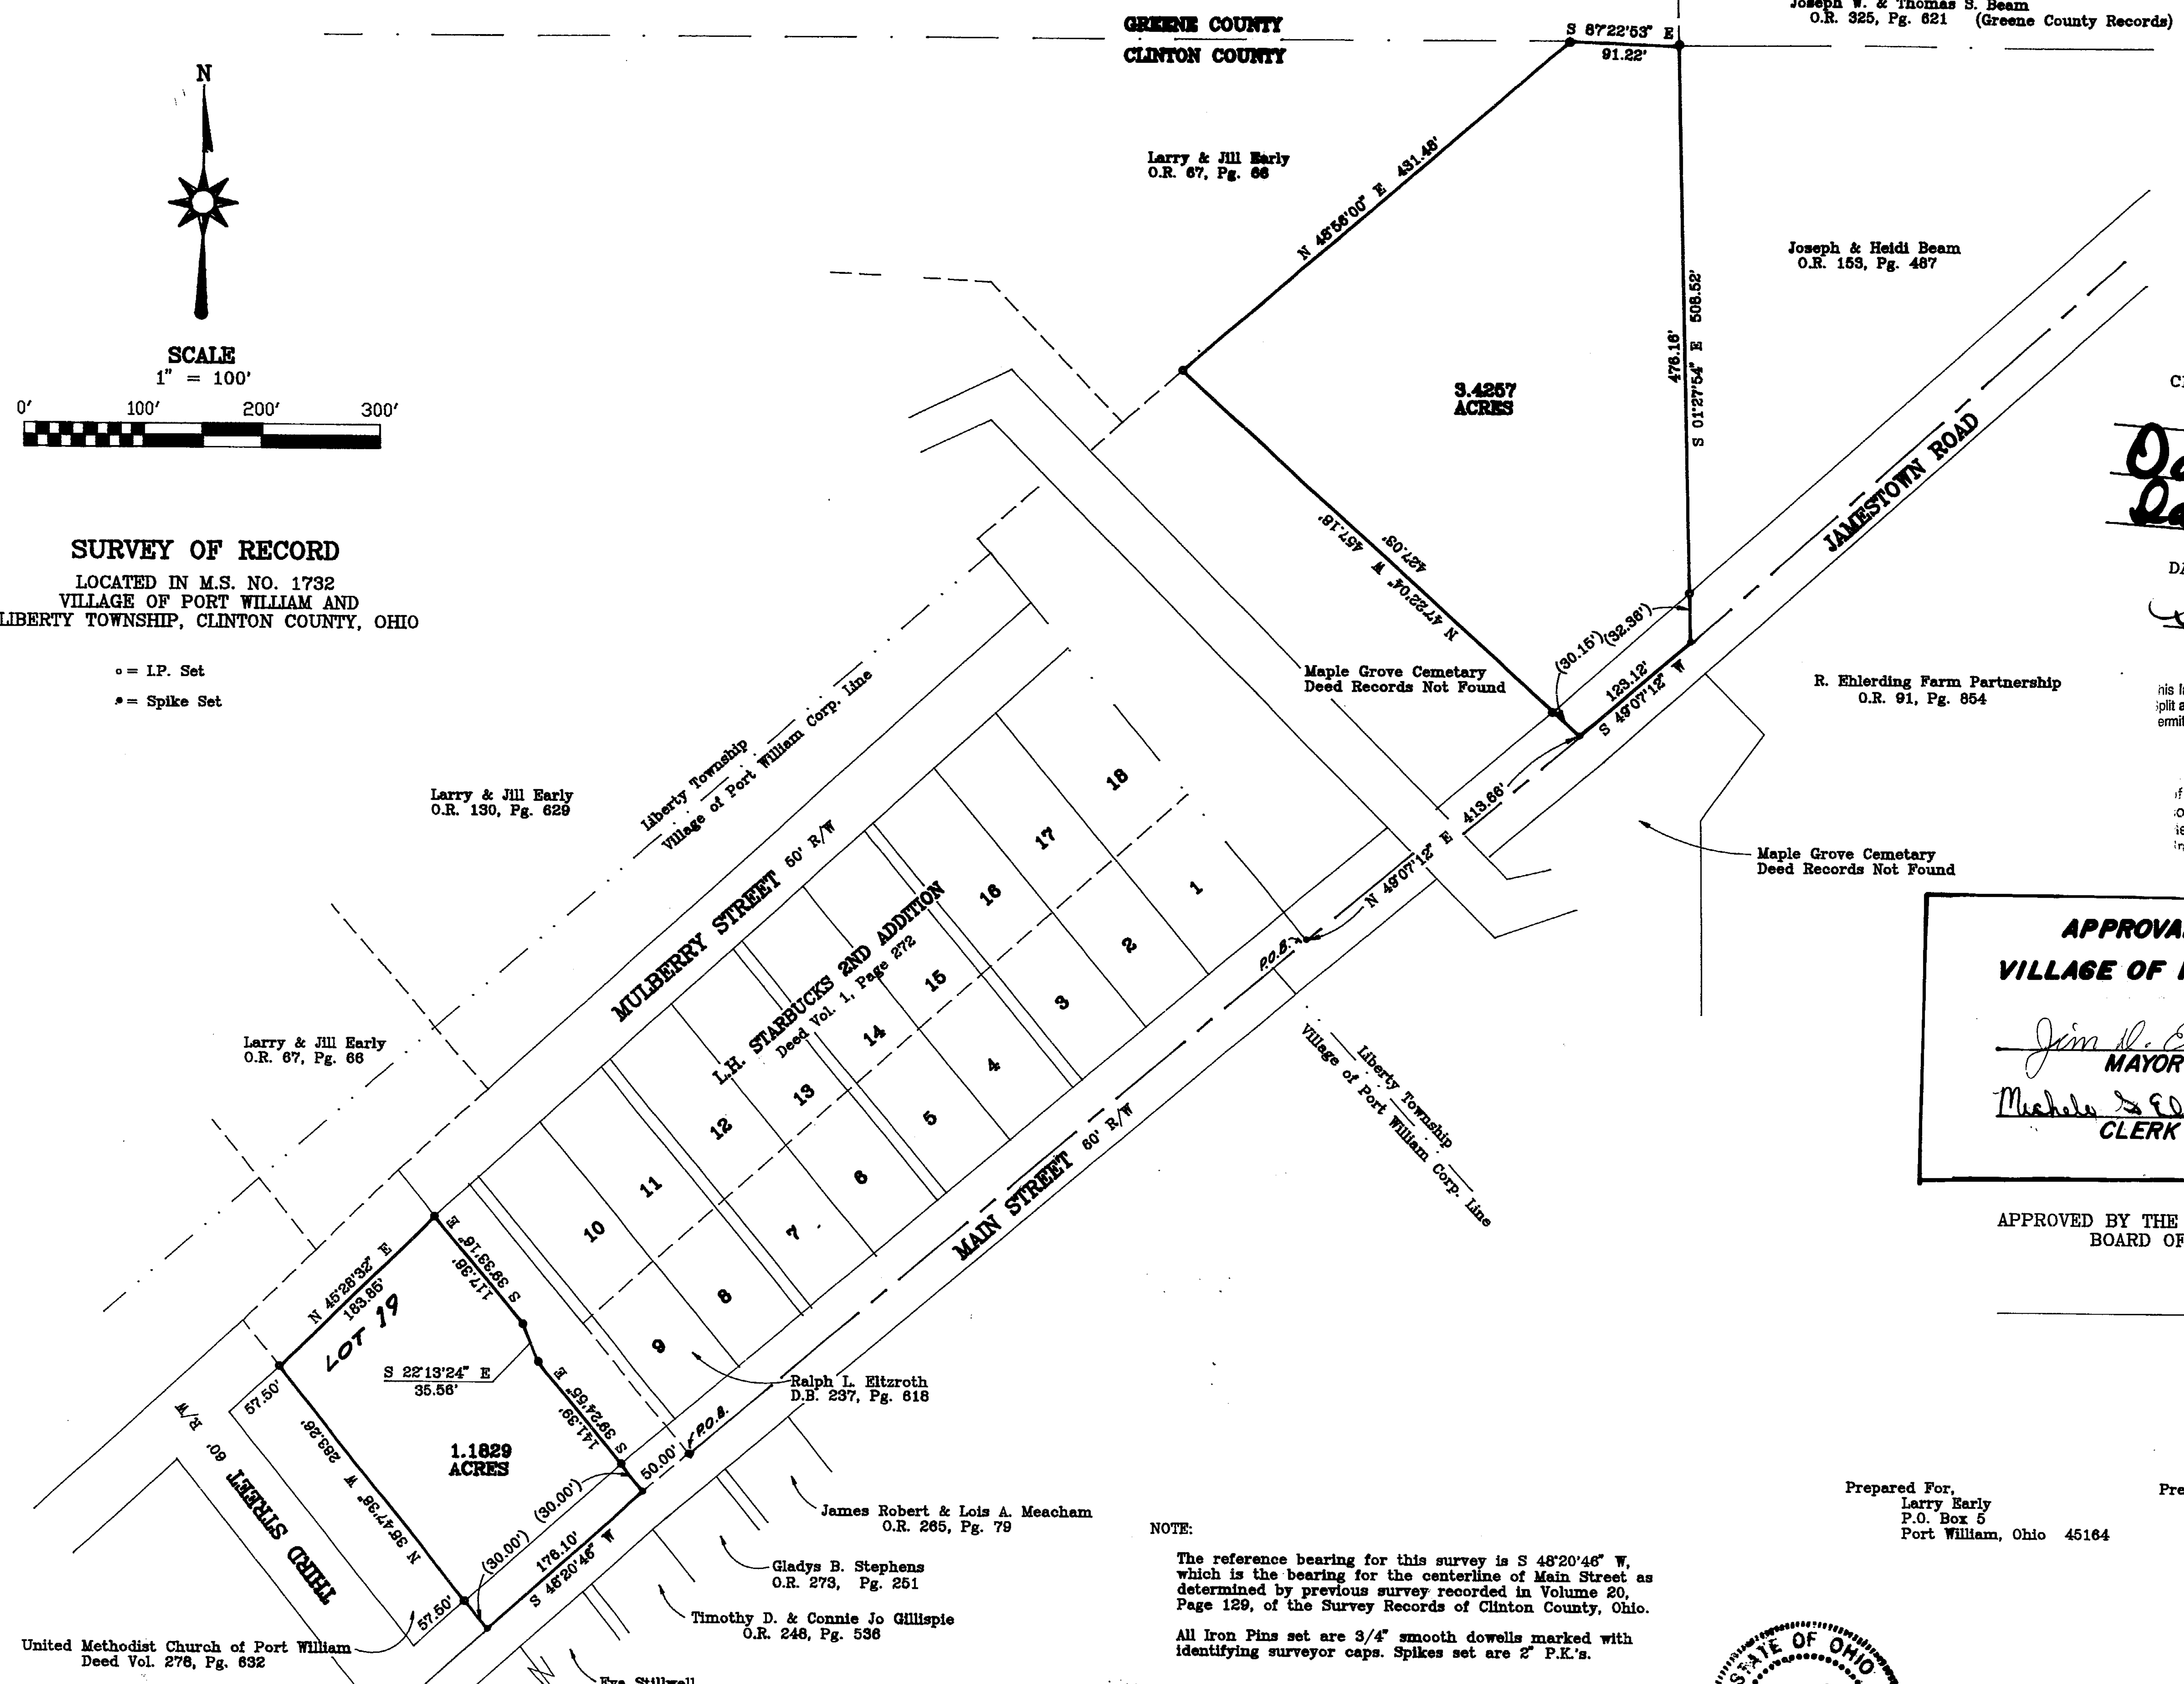 GREENE COUNTY
CLINTON COUNTY
Joseph W. & Thomas S. Beam
O.R. 325, Pg. 621 (Greene County Records)
S 87°22'53" E
91.22'
N
SCALE
1" = 100'
0' 100' 200' 300'
SURVEY OF RECORD
LOCATED IN M.S. NO. 1732
VILLAGE OF PORT WILLIAM AND
LIBERTY TOWNSHIP, CLINTON COUNTY, OHIO
o = I.P. Set
• = Spike Set
Larry & Jill Early
O.R. 67, Pg. 66
N 48°56'00" E 431.48'
Joseph & Heidi Beam
O.R. 153, Pg. 487
476.16'
S 01°27'54" E 508.52'
3.4257
ACRES
JAMESTOWN ROAD
457.18'
427.03'
N 47°22'04" W
(30.15')
(32.36')
123.12'
S 49°07'12" W
Maple Grove Cemetary
Deed Records Not Found
R. Ehlerding Farm Partnership
O.R. 91, Pg. 854
Maple Grove Cemetary
Deed Records Not Found
N 49°07'12" E 413.66'
P.O.B.
Larry & Jill Early
O.R. 130, Pg. 629
Liberty Township
Village of Port William Corp. Line
MULBERRY STREET 50' R/W
L.H. STARBUCKS 2ND ADDITION
Deed Vol. 1, Page 272
18
17
16
15
14
13
12
11
10
1
2
3
4
5
6
7
8
9
Liberty Township
Village of Port William Corp. Line
MAIN STREET 60' R/W
Larry & Jill Early
O.R. 67, Pg. 66
N 45°28'32" E
183.85'
LOT 19
S 39°33'16" E
117.38'
S 22°13'24" E
35.56'
S 39°24'55" E
141.39'
1.1829
ACRES
57.50'
283.26'
N 38°47'38" W
57.50'
THIRD STREET 60' R/W
(30.00')
(30.00')
176.10'
S 48°20'46" W
50.00'
P.O.B.
Ralph L. Eltzroth
D.B. 237, Pg. 618
James Robert & Lois A. Meacham
O.R. 265, Pg. 79
Gladys B. Stephens
O.R. 273, Pg. 251
Timothy D. & Connie Jo Gillispie
O.R. 248, Pg. 536
United Methodist Church of Port William
Deed Vol. 276, Pg. 632
Eva Stillwell
NOTE:
The reference bearing for this survey is S 48°20'46" W,
which is the bearing for the centerline of Main Street as
determined by previous survey recorded in Volume 20,
Page 129, of the Survey Records of Clinton County, Ohio.
All Iron Pins set are 3/4" smooth dowells marked with
identifying surveyor caps. Spikes set are 2" P.K.'s.
APPROVA
VILLAGE OF
Jim D. E
MAYOR
Michele
CLERK
APPROVED BY THE
BOARD OF
Prepared For,
Larry Early
P.O. Box 5
Port William, Ohio 45164
Pre
STATE OF OHIO